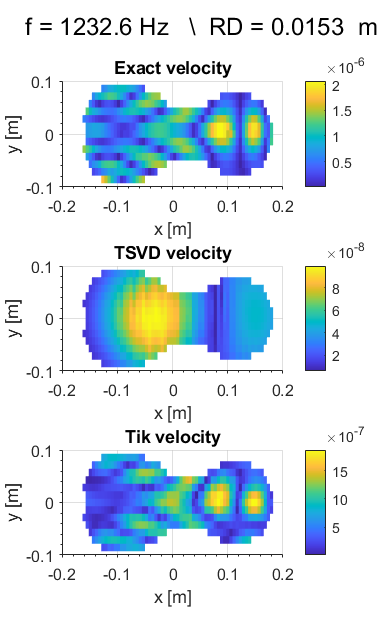 f = 1232.6 Hz \ RD = 0.0153 m
Exact velocity
×10^-6
0.1
0
-0.1
y [m]
-0.2 -0.1 0 0.1 0.2
x [m]
2
1.5
1
0.5
TSVD velocity
×10^-8
0.1
0
-0.1
y [m]
-0.2 -0.1 0 0.1 0.2
x [m]
8
6
4
2
Tik velocity
×10^-7
0.1
0
-0.1
y [m]
-0.2 -0.1 0 0.1 0.2
x [m]
15
10
5